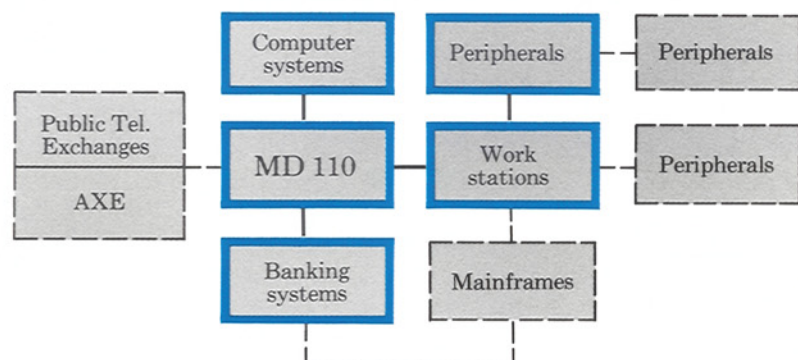 Computer
systems
Peripherals
Peripherals
Public Tel.
Exchanges
AXE
MD 110
Work
stations
Peripherals
Banking
systems
Mainframes